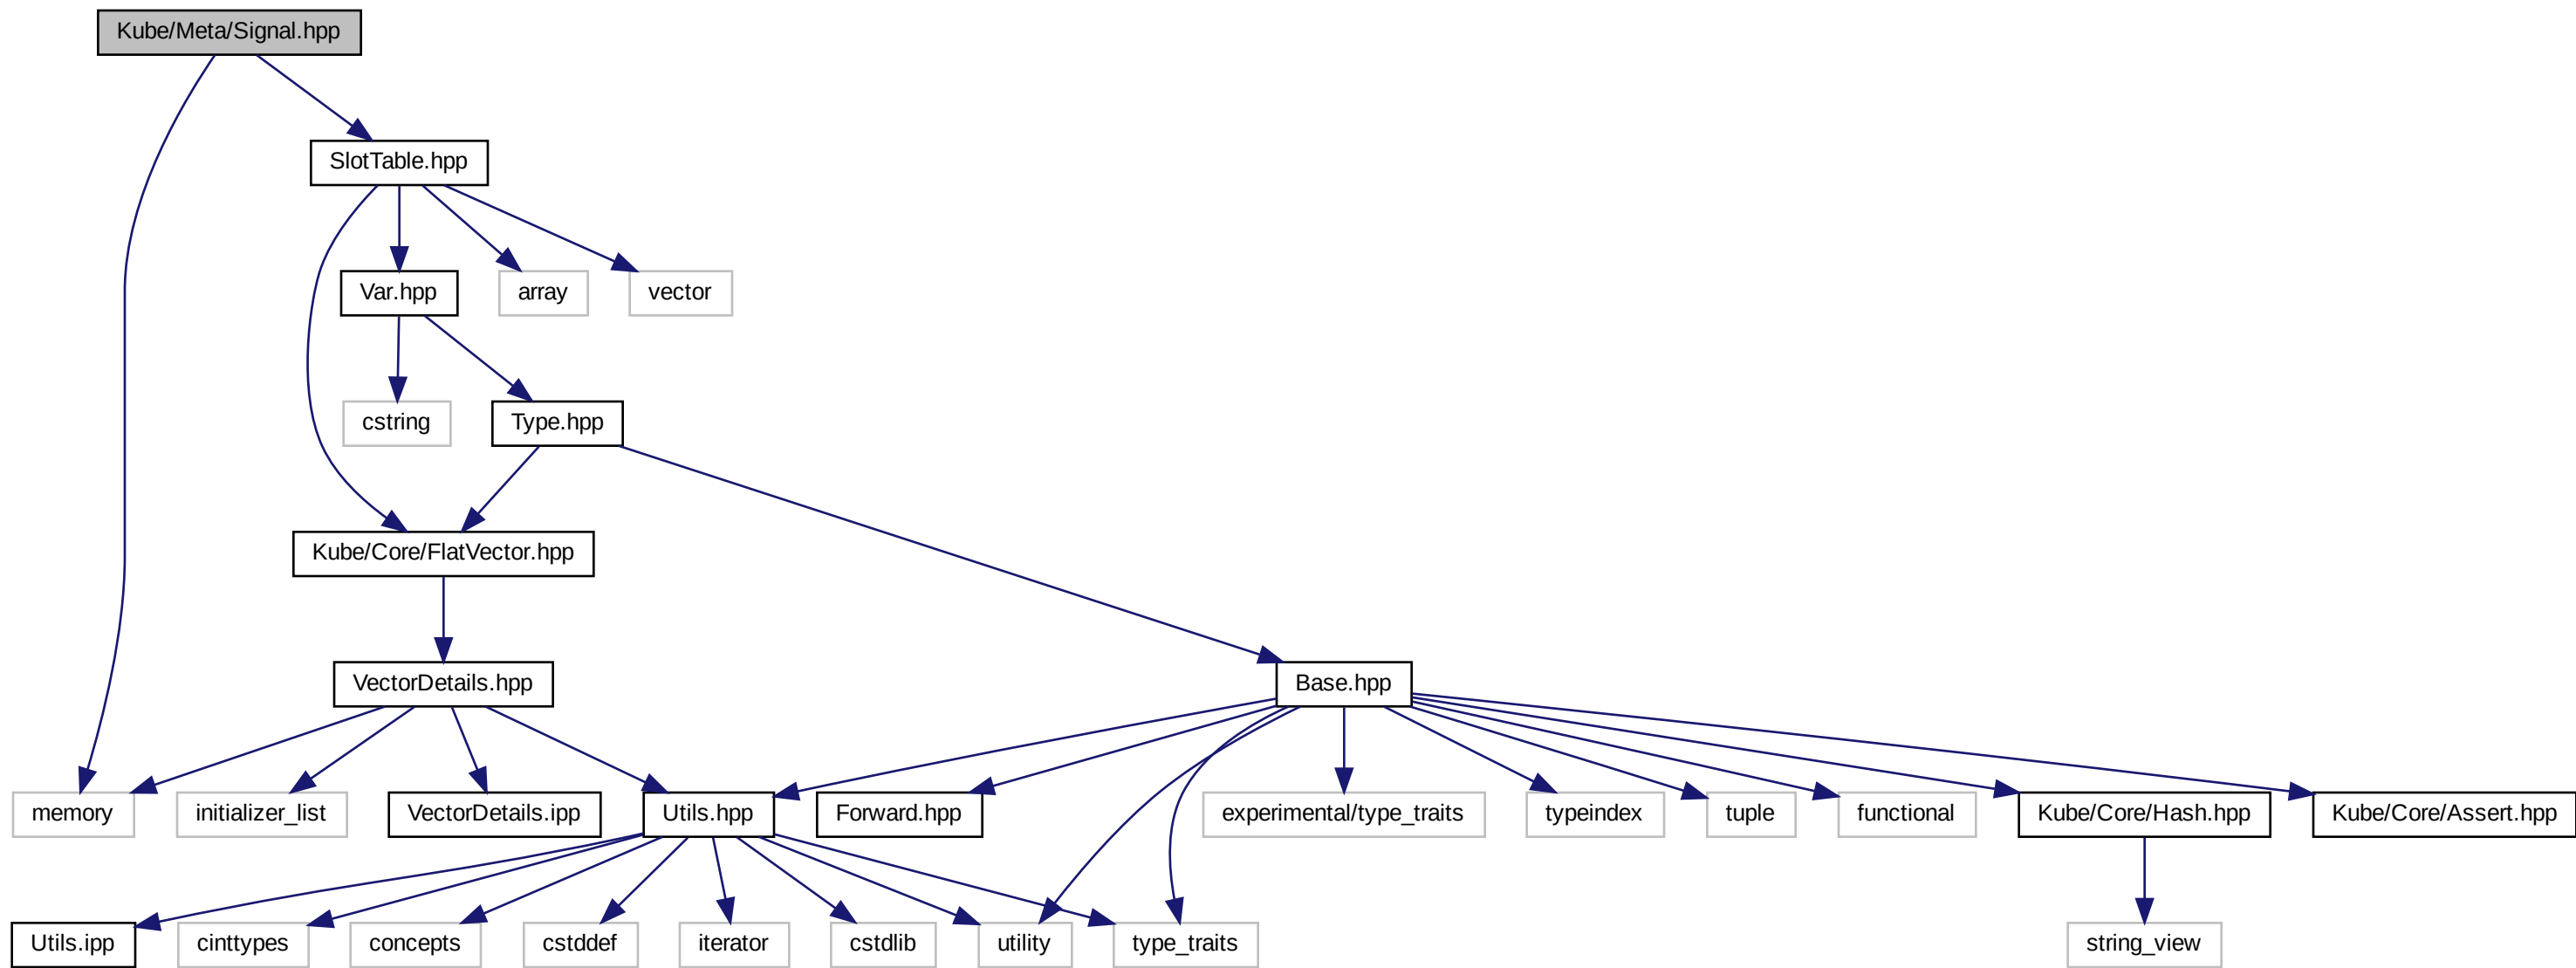 Kube/Meta/Signal.hpp
SlotTable.hpp
Var.hpp
array
vector
cstring
Type.hpp
Kube/Core/FlatVector.hpp
VectorDetails.hpp
Base.hpp
memory
initializer_list
VectorDetails.ipp
Utils.hpp
Forward.hpp
experimental/type_traits
typeindex
tuple
functional
Kube/Core/Hash.hpp
Kube/Core/Assert.hpp
Utils.ipp
cinttypes
concepts
cstddef
iterator
cstdlib
utility
type_traits
string_view